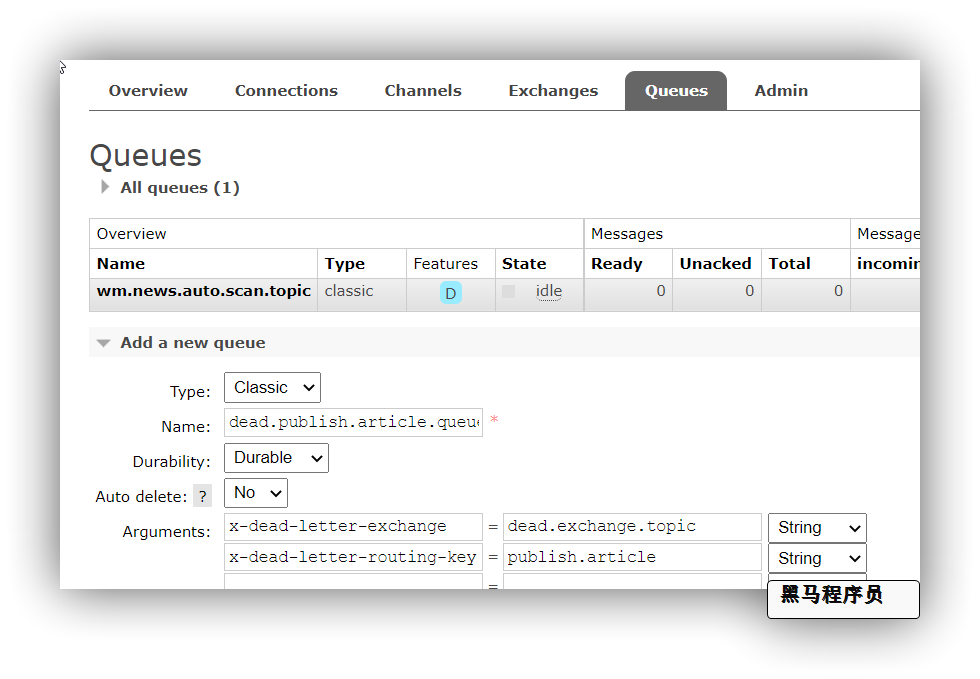 Overview Connections Channels Exchanges Queues Admin
Queues
All queues (1)
Overview Messages Message
Name Type Features State Ready Unacked Total incomin
wm.news.auto.scan.topic classic D idle 0 0 0
Add a new queue
Type: Classic
Name: dead.publish.article.queue *
Durability: Durable
Auto delete: ? No
Arguments: x-dead-letter-exchange = dead.exchange.topic String
x-dead-letter-routing-key = publish.article String
=
黑马程序员